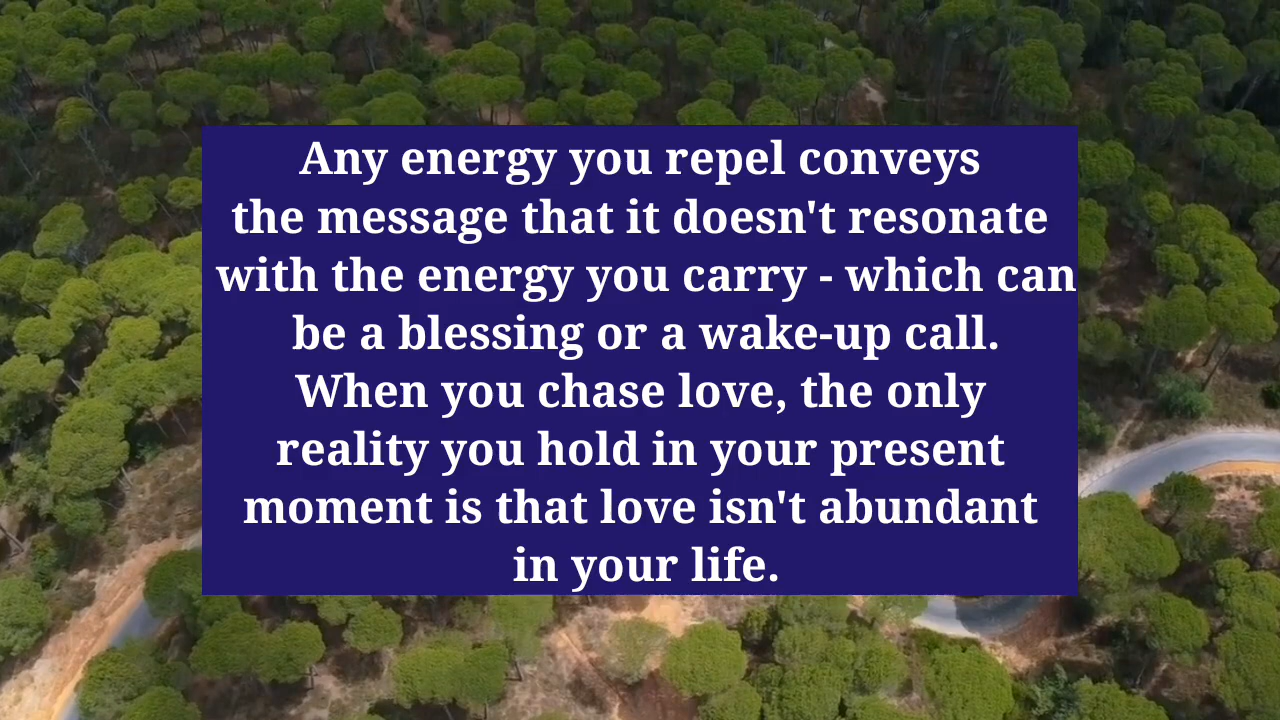 Any energy you repel conveys
the message that it doesn't resonate
with the energy you carry - which can
be a blessing or a wake-up call.
When you chase love, the only
reality you hold in your present
moment is that love isn't abundant
in your life.